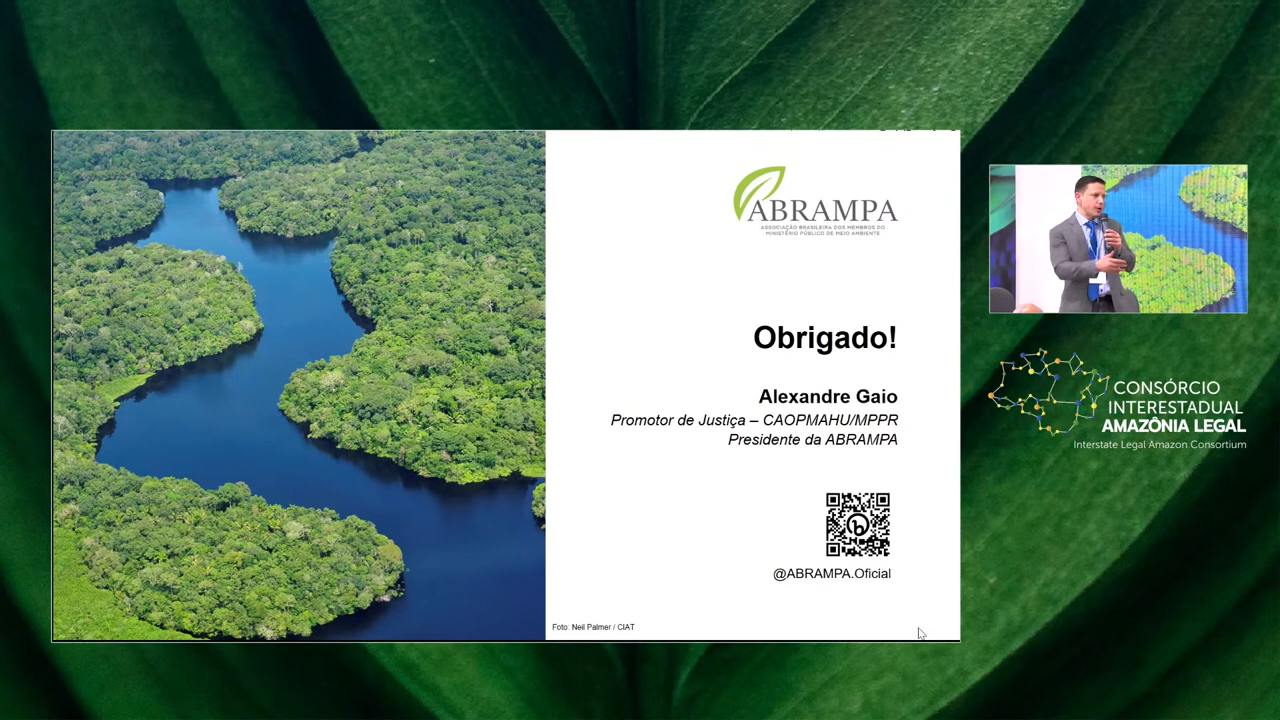 ABRAMPA
ASSOCIAÇÃO BRASILEIRA DOS MEMBROS DO
MINISTÉRIO PÚBLICO DE MEIO AMBIENTE
Obrigado!
Alexandre Gaio
Promotor de Justiça – CAOPMAHU/MPPR
Presidente da ABRAMPA
@ABRAMPA.Oficial
Foto: Neil Palmer / CIAT
CONSÓRCIO
INTERESTADUAL
AMAZÔNIA LEGAL
Interstate Legal Amazon Consortium